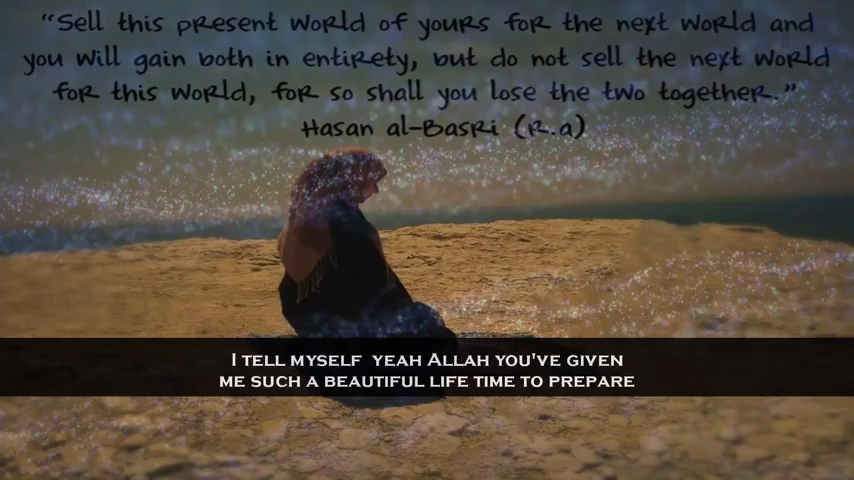 “Sell this present world of yours for the next world and
you will gain both in entirety, but do not sell the next world
for this world, for so shall you lose the two together.”
Hasan al-Basri (r.a)
I TELL MYSELF YEAH ALLAH YOU'VE GIVEN
ME SUCH A BEAUTIFUL LIFE TIME TO PREPARE